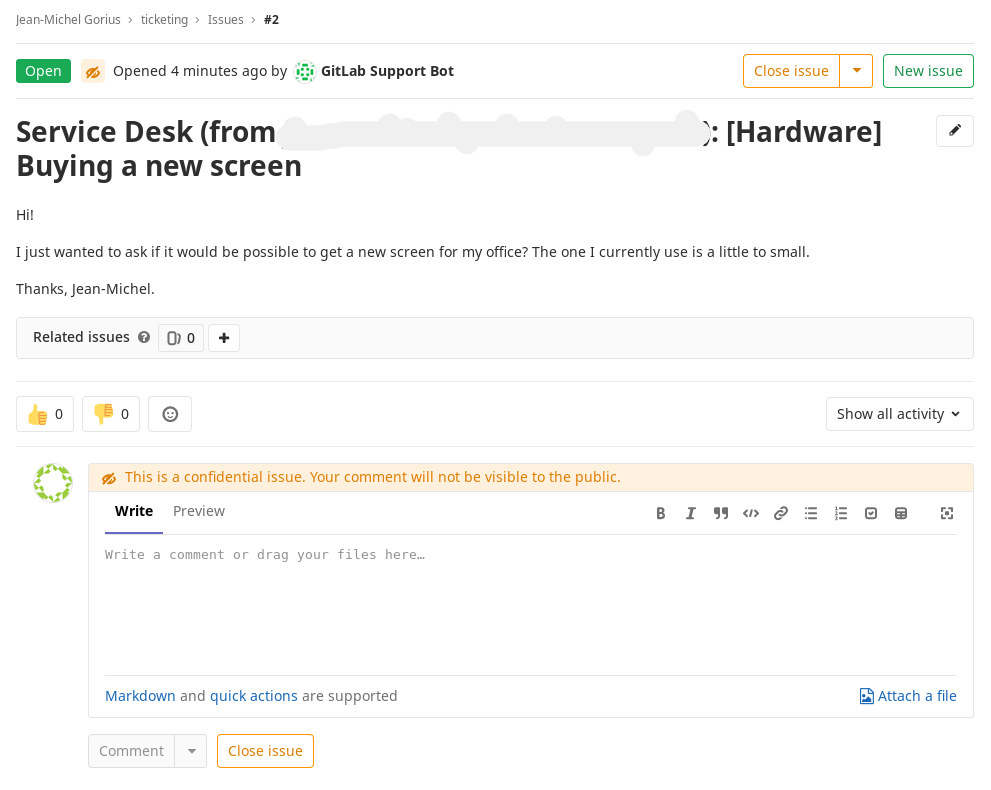 Jean-Michel Gorius › ticketing › Issues › #2
Open Opened 4 minutes ago by GitLab Support Bot Close issue New issue
Service Desk (from ): [Hardware]
Buying a new screen
Hi!
I just wanted to ask if it would be possible to get a new screen for my office? The one I currently use is a little to small.
Thanks, Jean-Michel.
Related issues ? 0
👍 0 👎 0 Show all activity
This is a confidential issue. Your comment will not be visible to the public.
Write Preview
Write a comment or drag your files here…
Markdown and quick actions are supported Attach a file
Comment Close issue